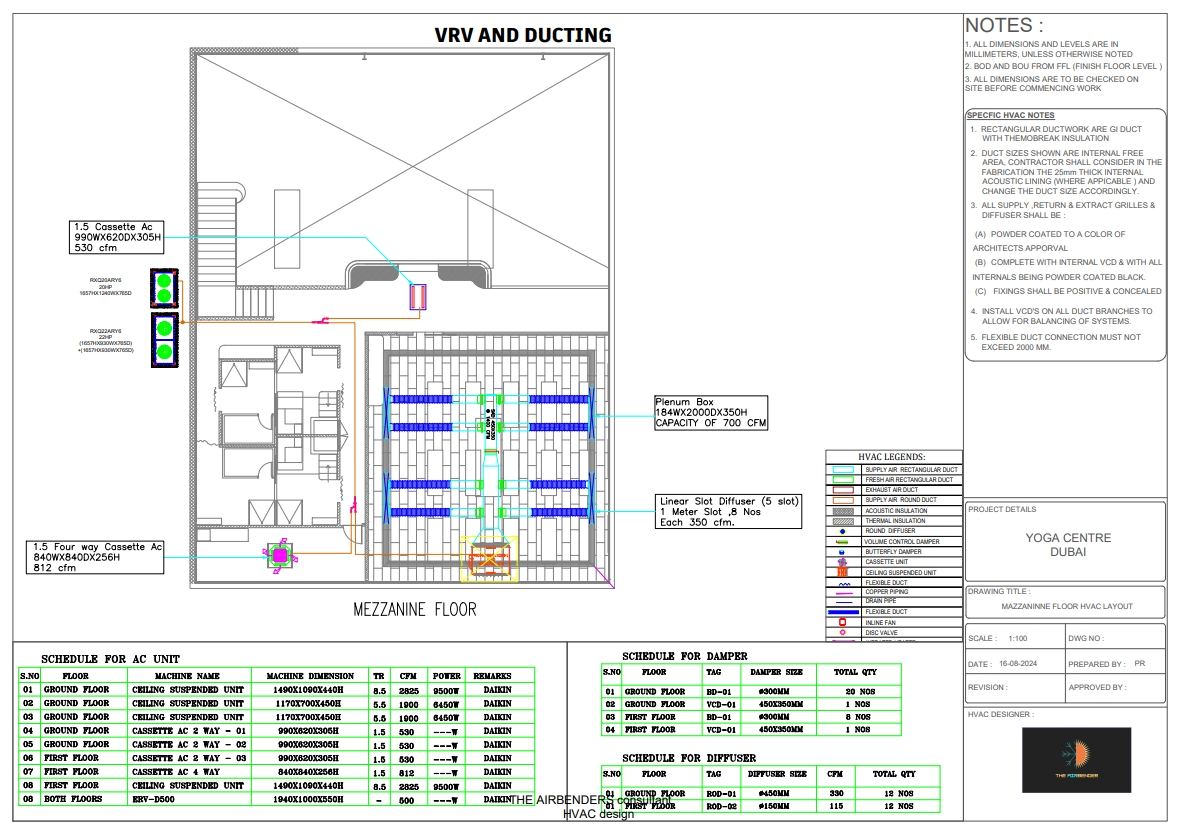 VRV AND DUCTING
1.5 Cassette Ac
990WX620DX305H
530 cfm
RXQ20ARY6
20HP
1657HX1240WX765D
RXQ22ARY6
22HP
(1657HX930WX765D)
+(1657HX930WX765D)
Plenum Box
184WX2000DX350H
CAPACITY OF 700 CFM
Linear Slot Diffuser (5 slot)
1 Meter Slot ,8 Nos
Each 350 cfm.
1.5 Four way Cassette Ac
840WX840DX256H
812 cfm
MEZZANINE FLOOR
HVAC LEGENDS:
SUPPLY AIR RECTANGULAR DUCT
FRESH AIR RECTANGULAR DUCT
EXHAUST AIR DUCT
SUPPLY AIR ROUND DUCT
ACOUSTIC INSULATION
THERMAL INSULATION
ROUND DIFFUSER
VOLUME CONTROL DAMPER
BUTTERFLY DAMPER
CASSETTE UNIT
CEILING SUSPENDED UNIT
FLEXIBLE DUCT
COPPER PIPING
DRAIN PIPE
FLEXIBLE DUCT
INLINE FAN
DISC VALVE
NOTES :
1. ALL DIMENSIONS AND LEVELS ARE IN
MILLIMETERS, UNLESS OTHERWISE NOTED
2. BOD AND BOU FROM FFL (FINISH FLOOR LEVEL )
3. ALL DIMENSIONS ARE TO BE CHECKED ON
SITE BEFORE COMMENCING WORK
SPECFIC HVAC NOTES
1. RECTANGULAR DUCTWORK ARE GI DUCT
WITH THEMOBREAK INSULATION
2. DUCT SIZES SHOWN ARE INTERNAL FREE
AREA, CONTRACTOR SHALL CONSIDER IN THE
FABRICATION THE 25mm THICK INTERNAL
ACOUSTIC LINING (WHERE APPICABLE ) AND
CHANGE THE DUCT SIZE ACCORDINGLY.
3. ALL SUPPLY ,RETURN & EXTRACT GRILLES &
DIFFUSER SHALL BE :
(A) POWDER COATED TO A COLOR OF
ARCHITECTS APPORVAL
(B) COMPLETE WITH INTERNAL VCD & WITH ALL
INTERNALS BEING POWDER COATED BLACK.
(C) FIXINGS SHALL BE POSITIVE & CONCEALED
4. INSTALL VCD'S ON ALL DUCT BRANCHES TO
ALLOW FOR BALANCING OF SYSTEMS.
5. FLEXIBLE DUCT CONNECTION MUST NOT
EXCEED 2000 MM.
PROJECT DETAILS
YOGA CENTRE
DUBAI
DRAWING TITLE :
MAZZANINNE FLOOR HVAC LAYOUT
SCALE : 1:100 DWG NO :
DATE : 16-08-2024 PREPARED BY : PR
REVISION : APPROVED BY :
HVAC DESIGNER :
THE AIRBENDER
SCHEDULE FOR AC UNIT
S.NO FLOOR MACHINE NAME MACHINE DIMENSION TR CFM POWER REMARKS
01 GROUND FLOOR CEILING SUSPENDED UNIT 1490X1090X440H 8.5 2825 9500W DAIKIN
02 GROUND FLOOR CEILING SUSPENDED UNIT 1170X700X450H 5.5 1900 6450W DAIKIN
03 GROUND FLOOR CEILING SUSPENDED UNIT 1170X700X450H 5.5 1900 6450W DAIKIN
04 GROUND FLOOR CASSETTE AC 2 WAY - 01 990X620X305H 1.5 530 ---W DAIKIN
05 GROUND FLOOR CASSETTE AC 2 WAY - 02 990X620X305H 1.5 530 ---W DAIKIN
06 FIRST FLOOR CASSETTE AC 2 WAY - 03 990X620X305H 1.5 530 ---W DAIKIN
07 FIRST FLOOR CASSETTE AC 4 WAY 840X840X256H 1.5 812 ---W DAIKIN
08 FIRST FLOOR CEILING SUSPENDED UNIT 1490X1090X440H 8.5 2825 9500W DAIKIN
08 BOTH FLOORS ERV-D500 1940X1000X550H - 500 ---W DAIKIN
SCHEDULE FOR DAMPER
S.NO FLOOR TAG DAMPER SIZE TOTAL QTY
01 GROUND FLOOR BD-01 ø300MM 20 NOS
02 GROUND FLOOR VCD-01 450X350MM 1 NOS
03 FIRST FLOOR BD-01 ø300MM 8 NOS
04 FIRST FLOOR VCD-01 450X350MM 1 NOS
SCHEDULE FOR DIFFUSER
S.NO FLOOR TAG DIFFUSER SIZE CFM TOTAL QTY
01 GROUND FLOOR ROD-01 ø450MM 330 12 NOS
01 FIRST FLOOR ROD-02 ø150MM 115 12 NOS
THE AIRBENDERS consultant
HVAC design